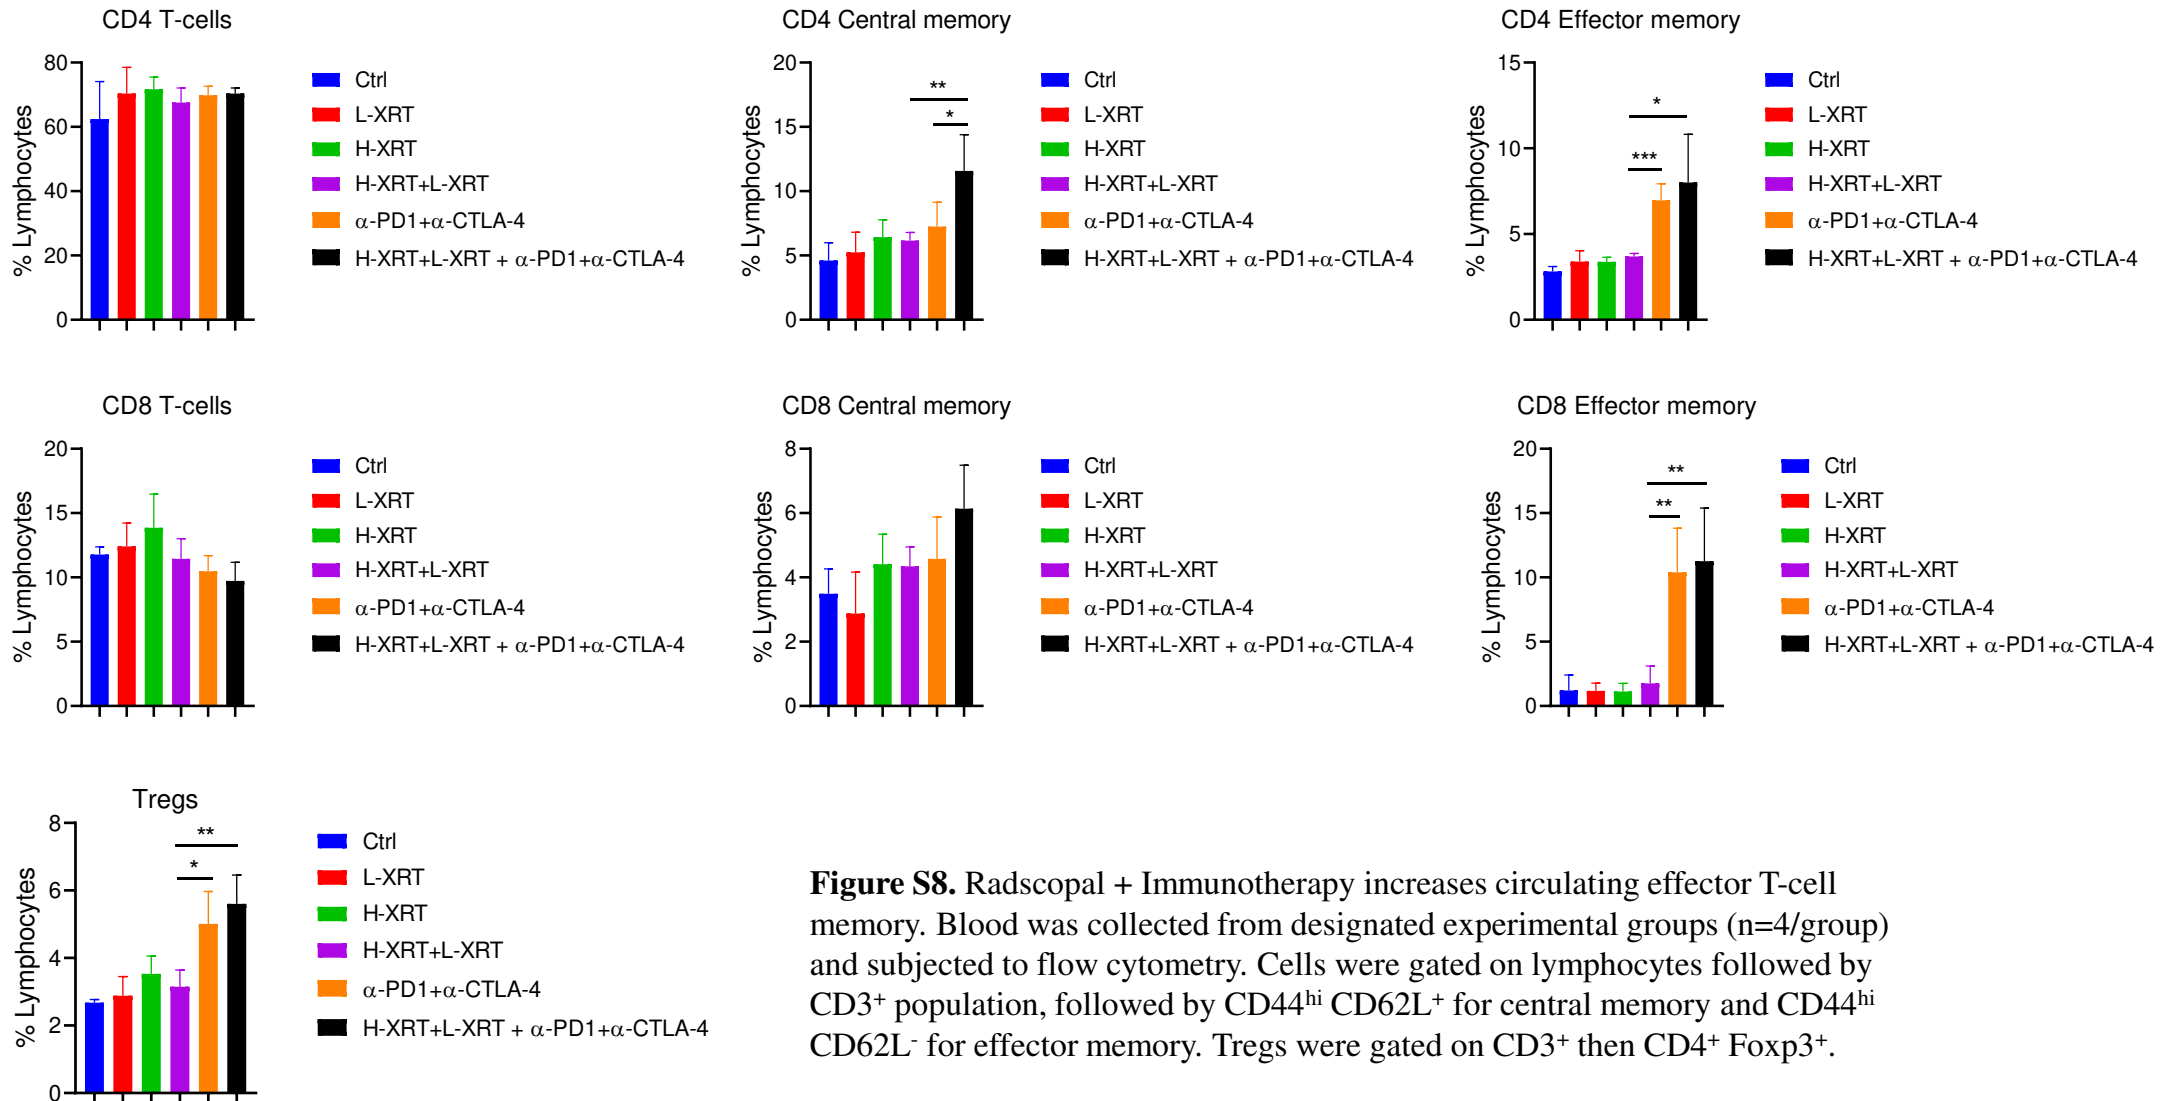 CD4 T-cells
% Lymphocytes
80
60
40
20
0
Ctrl
L-XRT
H-XRT
H-XRT+L-XRT
α-PD1+α-CTLA-4
H-XRT+L-XRT + α-PD1+α-CTLA-4
CD4 Central memory
% Lymphocytes
20
15
10
5
0
**
*
Ctrl
L-XRT
H-XRT
H-XRT+L-XRT
α-PD1+α-CTLA-4
H-XRT+L-XRT + α-PD1+α-CTLA-4
CD4 Effector memory
% Lymphocytes
15
10
5
0
*
***
Ctrl
L-XRT
H-XRT
H-XRT+L-XRT
α-PD1+α-CTLA-4
H-XRT+L-XRT + α-PD1+α-CTLA-4
CD8 T-cells
% Lymphocytes
20
15
10
5
0
Ctrl
L-XRT
H-XRT
H-XRT+L-XRT
α-PD1+α-CTLA-4
H-XRT+L-XRT + α-PD1+α-CTLA-4
CD8 Central memory
% Lymphocytes
8
6
4
2
0
Ctrl
L-XRT
H-XRT
H-XRT+L-XRT
α-PD1+α-CTLA-4
H-XRT+L-XRT + α-PD1+α-CTLA-4
CD8 Effector memory
% Lymphocytes
20
15
10
5
0
**
**
Ctrl
L-XRT
H-XRT
H-XRT+L-XRT
α-PD1+α-CTLA-4
H-XRT+L-XRT + α-PD1+α-CTLA-4
Tregs
% Lymphocytes
8
6
4
2
0
**
*
Ctrl
L-XRT
H-XRT
H-XRT+L-XRT
α-PD1+α-CTLA-4
H-XRT+L-XRT + α-PD1+α-CTLA-4
Figure S8. Radscopal + Immunotherapy increases circulating effector T-cell
memory. Blood was collected from designated experimental groups (n=4/group)
and subjected to flow cytometry. Cells were gated on lymphocytes followed by
CD3⁺ population, followed by CD44ʰⁱ CD62L⁺ for central memory and CD44ʰⁱ
CD62L⁻ for effector memory. Tregs were gated on CD3⁺ then CD4⁺ Foxp3⁺.